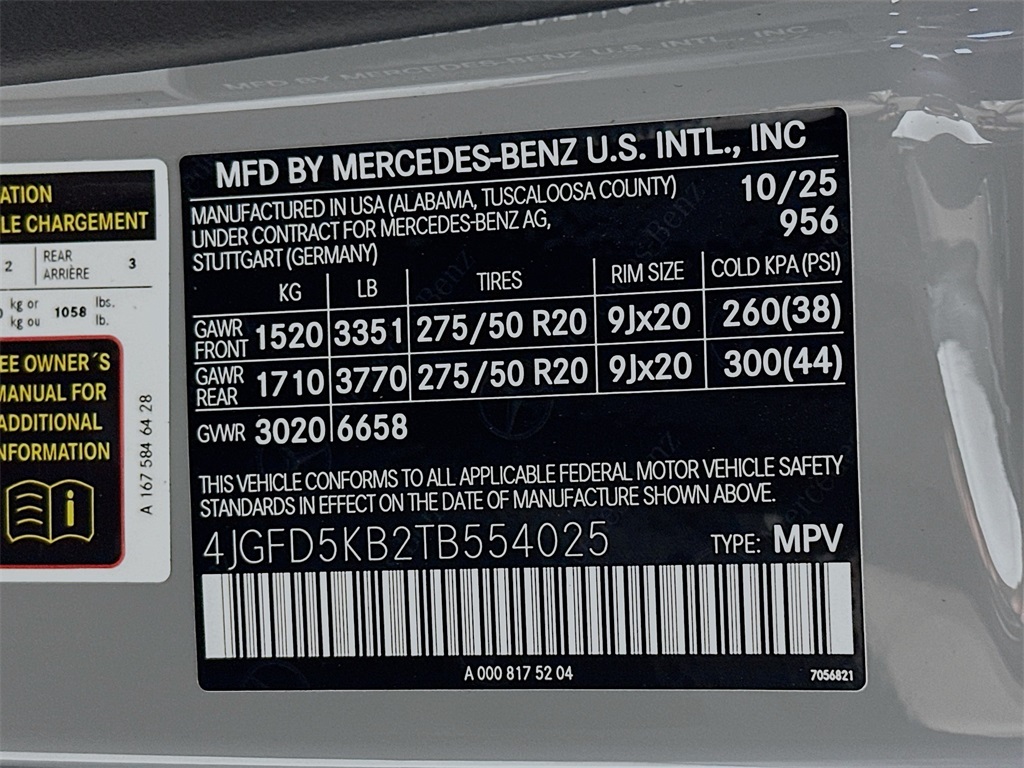 MFD BY MERCEDES-BENZ U.S. INTL., INC
MANUFACTURED IN USA (ALABAMA, TUSCALOOSA COUNTY) 10/25
UNDER CONTRACT FOR MERCEDES-BENZ AG, 956
STUTTGART (GERMANY)
KG LB TIRES RIM SIZE COLD KPA(PSI)
GAWR FRONT 1520 3351 275/50 R20 9Jx20 260(38)
GAWR REAR 1710 3770 275/50 R20 9Jx20 300(44)
GVWR 3020 6658
THIS VEHICLE CONFORMS TO ALL APPLICABLE FEDERAL MOTOR VEHICLE SAFETY
STANDARDS IN EFFECT ON THE DATE OF MANUFACTURE SHOWN ABOVE.
4JGFD5KB2TB554025 TYPE: MPV
A 000 817 52 04 7056821
ATION
LE CHARGEMENT
2 REAR ARRIÈRE 3
kg or kg ou 1058 lbs. lb.
EE OWNER´S
MANUAL FOR
ADDITIONAL
NFORMATION
A 167 584 64 28